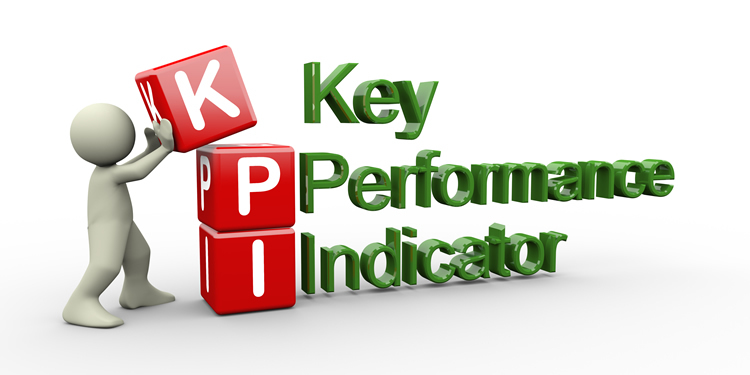 K K Key
P P Performance
I I Indicator